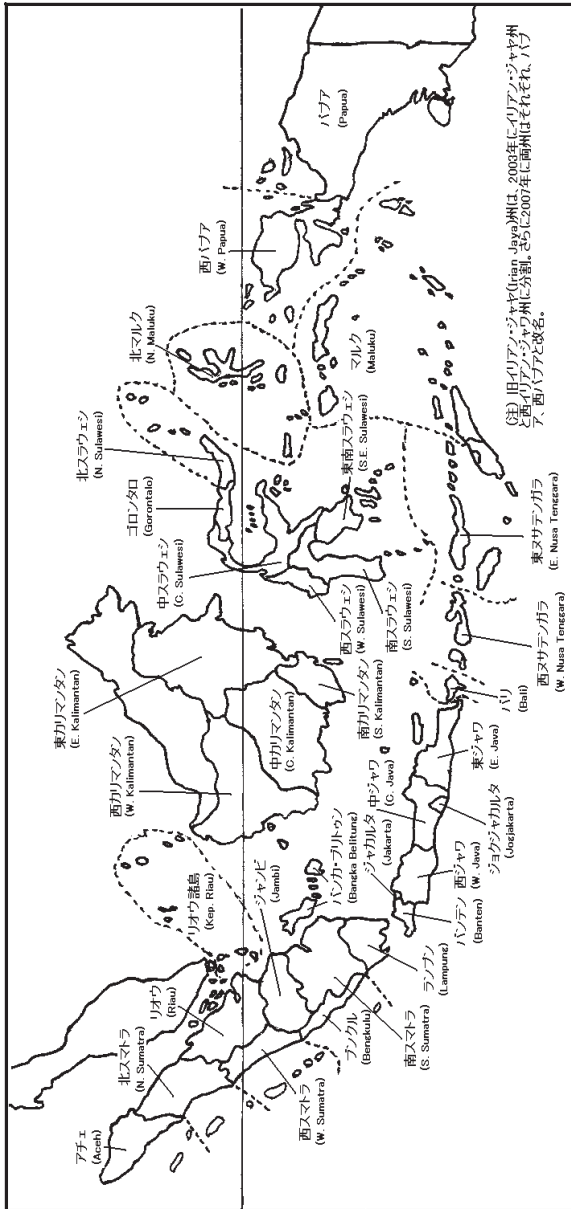 アチェ
(Aceh)
北スマトラ
(N. Sumatra)
リオウ
(Riau)
リオウ諸島
(Kep. Riau)
西スマトラ
(W. Sumatra)
ジャンビ
(Jambi)
ブンクル
(Bengkulu)
南スマトラ
(S. Sumatra)
ランプン
(Lampung)
バンカ・ブリトゥン
(Bangka Belitung)
バンテン
(Banten)
ジャカルタ
(Jakarta)
西ジャワ
(W. Java)
中ジャワ
(C. Java)
ジョクジャカルタ
(Jogjakarta)
東ジャワ
(E. Java)
バリ
(Bali)
西カリマンタン
(W. Kalimantan)
中カリマンタン
(C. Kalimantan)
南カリマンタン
(S. Kalimantan)
東カリマンタン
(E. Kalimantan)
西ヌサテンガラ
(W. Nusa Tenggara)
東ヌサテンガラ
(E. Nusa Tenggara)
北スラウェシ
(N. Sulawesi)
ゴロンタロ
(Gorontalo)
中スラウェシ
(C. Sulawesi)
西スラウェシ
(W. Sulawesi)
南スラウェシ
(S. Sulawesi)
東南スラウェシ
(S.E. Sulawesi)
北マルク
(N. Maluku)
マルク
(Maluku)
西パプア
(W. Papua)
パプア
(Papua)
(注) 旧イリアン・ジャヤ(Irian Jaya)州は、2003年にイリアン・ジャヤ州
と西イリアン・ジャワ州に分割。さらに2007年に両州はそれぞれ、パプ
ア、西パプアと改名。